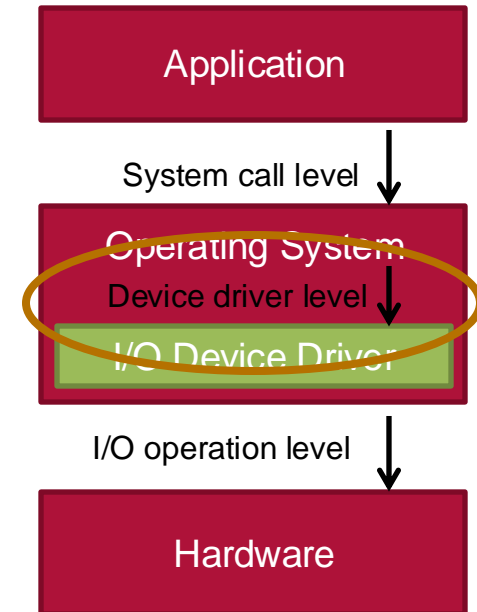 Application
System call level
Operating System
Device driver level
I/O Device Driver
I/O operation level
Hardware